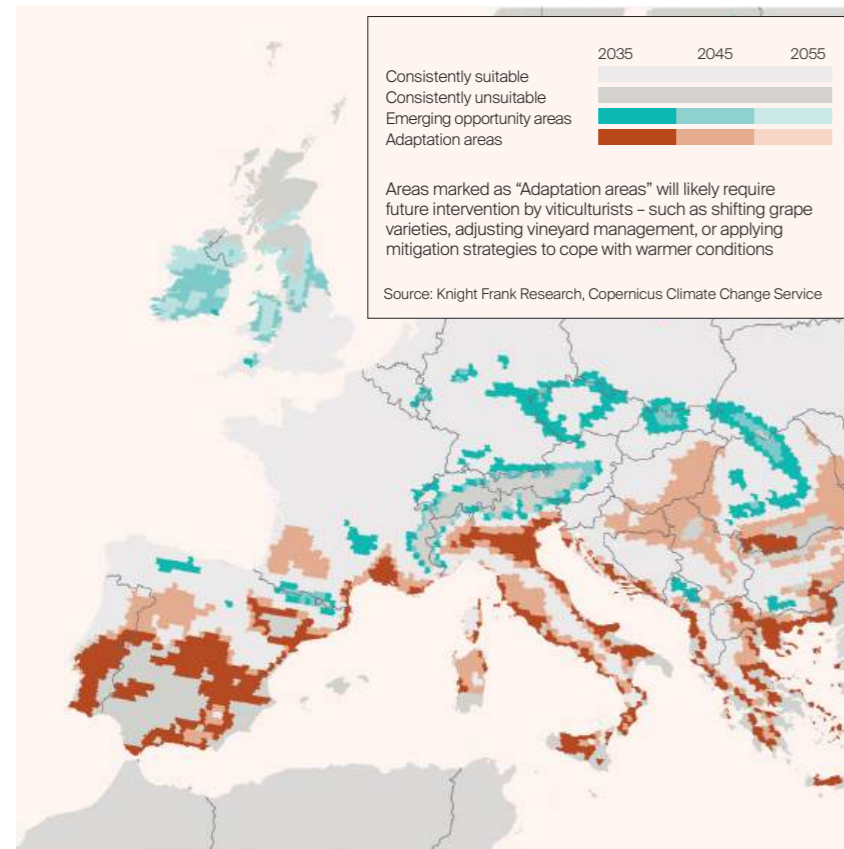 2035 2045 2055
Consistently suitable
Consistently unsuitable
Emerging opportunity areas
Adaptation areas
Areas marked as “Adaptation areas” will likely require
future intervention by viticulturists – such as shifting grape
varieties, adjusting vineyard management, or applying
mitigation strategies to cope with warmer conditions
Source: Knight Frank Research, Copernicus Climate Change Service